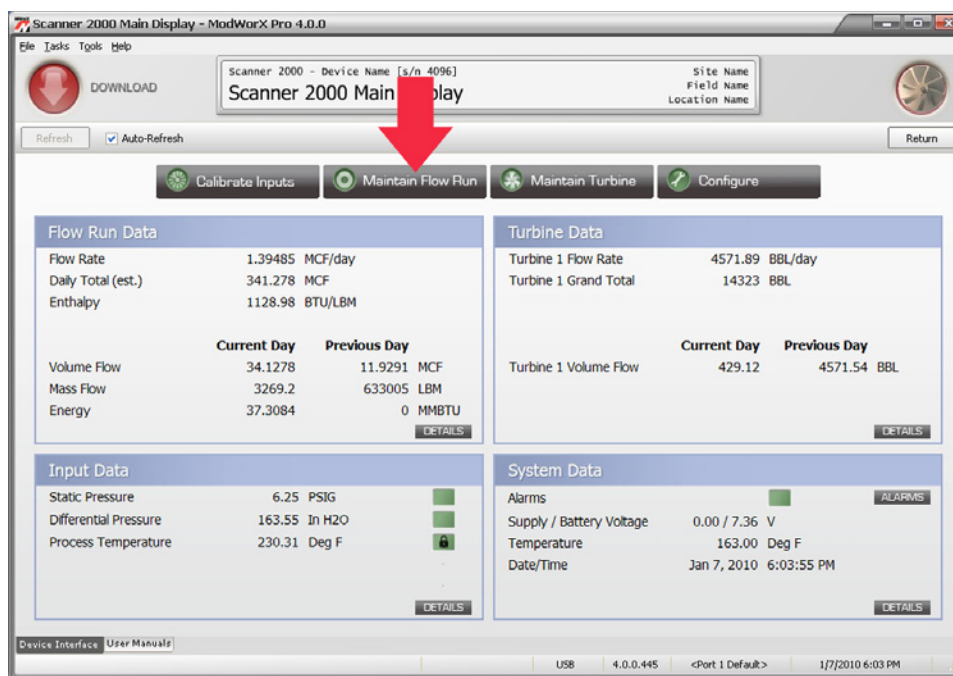 Scanner 2000 Main Display - ModWorX Pro 4.0.0
File Tasks Tools Help
DOWNLOAD
Scanner 2000 - Device Name [s/n 4096]
Scanner 2000 Main
Site Name
Field Name
Location Name
Refresh Auto-Refresh Return
Calibrate Inputs Maintain Flow Run Maintain Turbine Configure
Flow Run Data
Flow Rate 1.39485 MCF/day
Daily Total (est.) 341.278 MCF
Enthalpy 1128.98 BTU/LBM
Current Day Previous Day
Volume Flow 34.1278 11.9291 MCF
Mass Flow 3269.2 633005 LBM
Energy 37.3084 0 MMBTU
DETAILS
Turbine Data
Turbine 1 Flow Rate 4571.89 BBL/day
Turbine 1 Grand Total 14323 BBL
Current Day Previous Day
Turbine 1 Volume Flow 429.12 4571.54 BBL
DETAILS
Input Data
Static Pressure 6.25 PSIG
Differential Pressure 163.55 In H2O
Process Temperature 230.31 Deg F
DETAILS
System Data
Alarms ALARMS
Supply / Battery Voltage 0.00 / 7.36 V
Temperature 163.00 Deg F
Date/Time Jan 7, 2010 6:03:55 PM
DETAILS
Device Interface User Manuals
USB 4.0.0.445 <Port 1 Default> 1/7/2010 6:03 PM